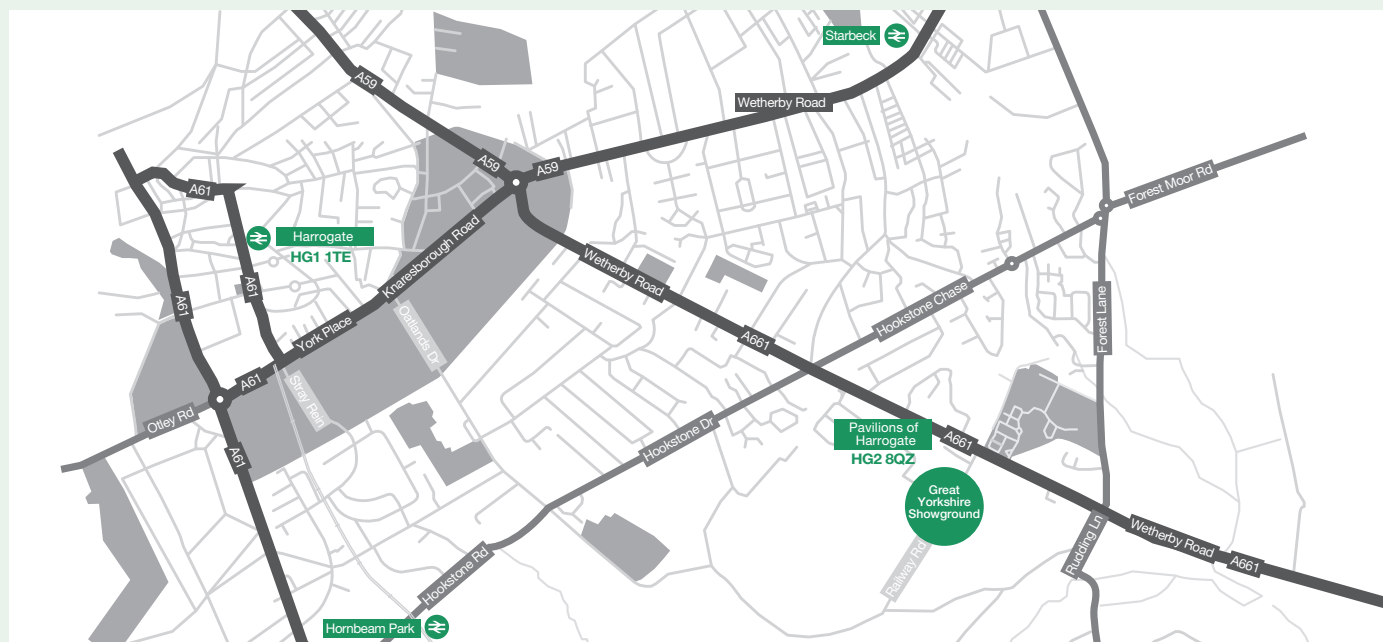 Starbeck
A59
Wetherby Road
A59
A59
Forest Moor Rd
A61
Harrogate
HG1 1TE
Knaresborough Road
Wetherby Road
A61
A61
Hookstone Chase
Forest Lane
York Place
Oatlands Dr
A661
A61
Stray Rein
Otley Rd
Hookstone Dr
Pavilions of
Harrogate
HG2 8QZ
A661
A61
Great
Yorkshire
Showground
Wetherby Road
A661
Rudding Ln
Railway Rd
Hookstone Rd
Hornbeam Park